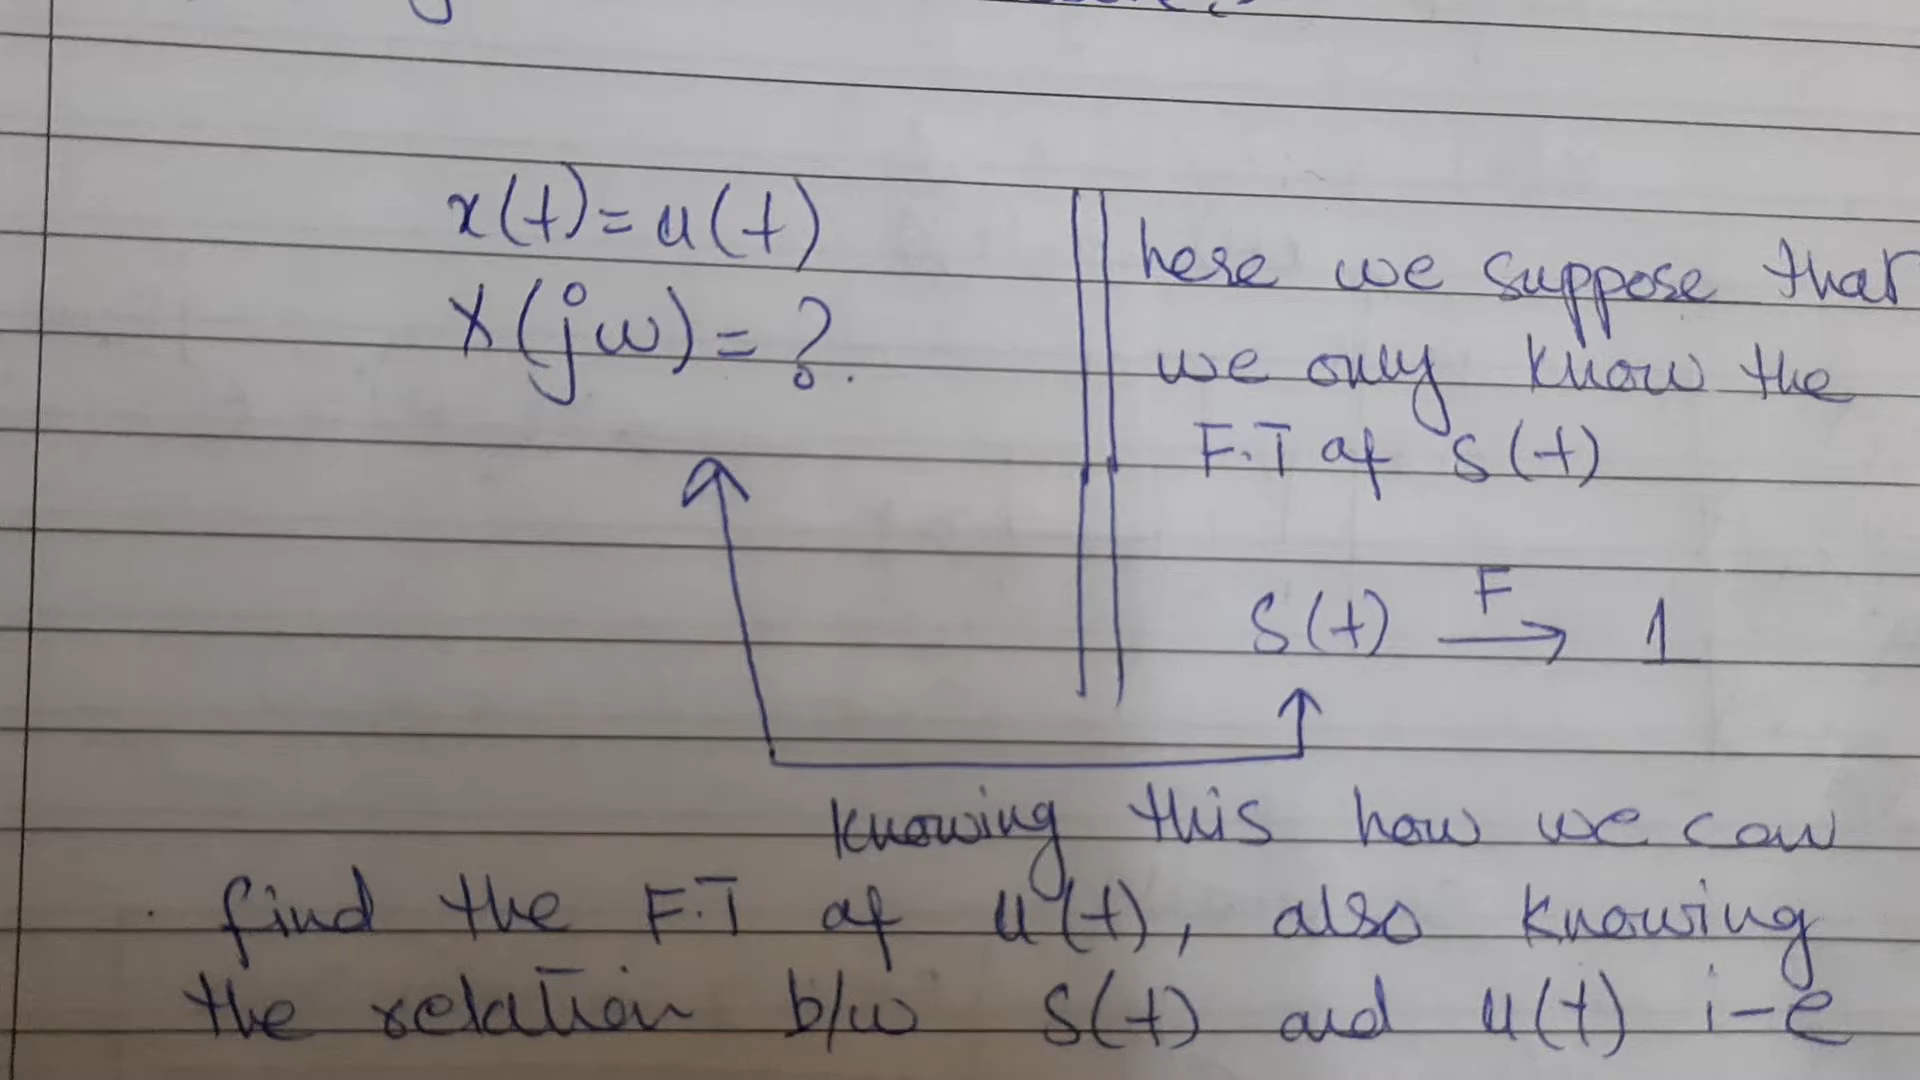 x(t)=u(t)
X(jω)=?.
here we suppose that
we only know the
F.T of δ(t)
δ(t) F→ 1
knowing this how we can
find the F.T of u(t), also knowing
the relation b/w δ(t) and u(t) i-e